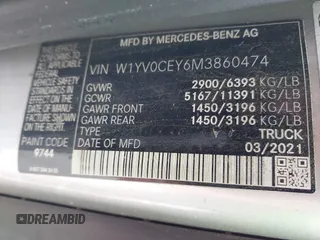 MFD BY MERCEDES-BENZ AG
VIN W1YV0CEY6M3860474
GVWR 2900/6393 KG/LB
GCWR 5167/11391 KG/LB
GAWR FRONT 1450/3196 KG/LB
GAWR REAR 1450/3196 KG/LB
TYPE TRUCK
DATE OF MFD. 03/2021
PAINT CODE
9744
DREAMBID
DREAMBID